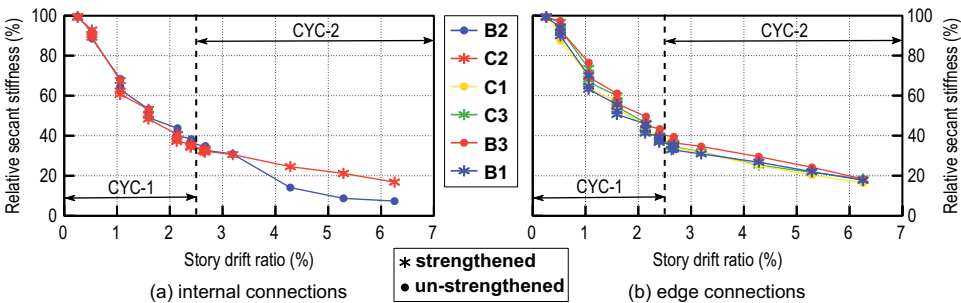 Relative secant stiffness (%)
100
80
60
40
20
0
CYC-2
CYC-1
0 1 2 3 4 5 6 7
Story drift ratio (%)
(a) internal connections
B2
C2
C1
C3
B3
B1
strengthened
un-strengthened
CYC-2
CYC-1
0 1 2 3 4 5 6 7
Story drift ratio (%)
(b) edge connections
100
80
60
40
20
0
Relative secant stiffness (%)